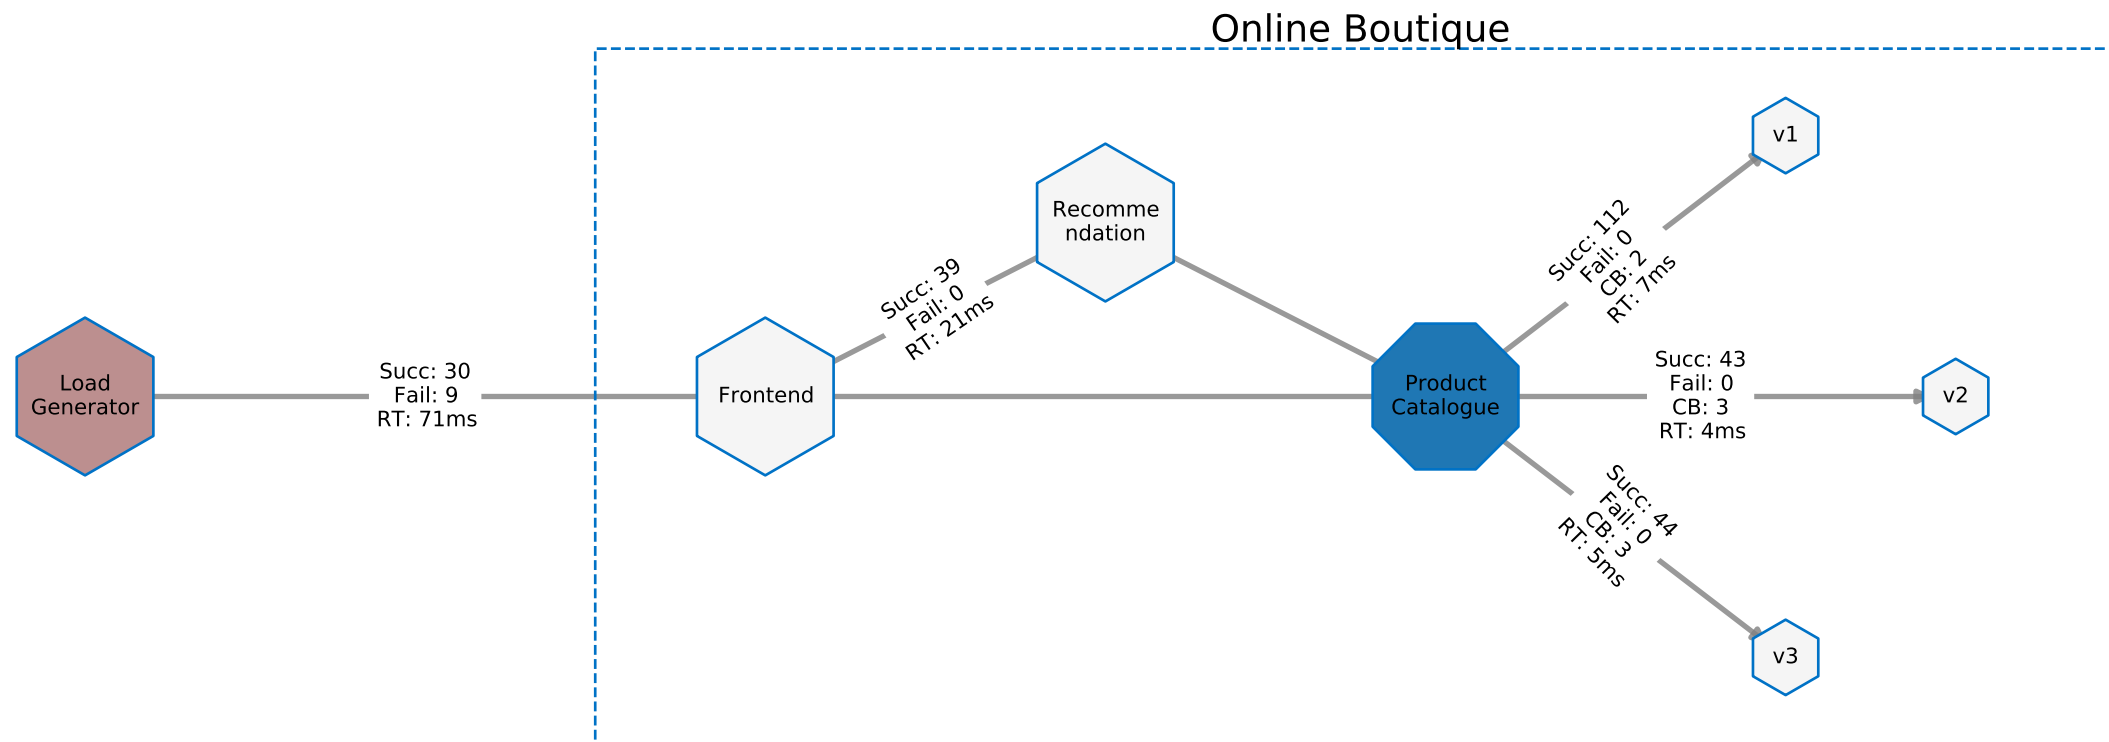 Online Boutique
Load
Generator
Succ: 30
Fail: 9
RT: 71ms
Frontend
Succ: 39
Fail: 0
RT: 21ms
Recomme
ndation
Product
Catalogue
Succ: 112
Fail: 0
CB: 2
RT: 7ms
v1
Succ: 43
Fail: 0
CB: 3
RT: 4ms
v2
Succ: 44
Fail: 0
CB: 3
RT: 5ms
v3